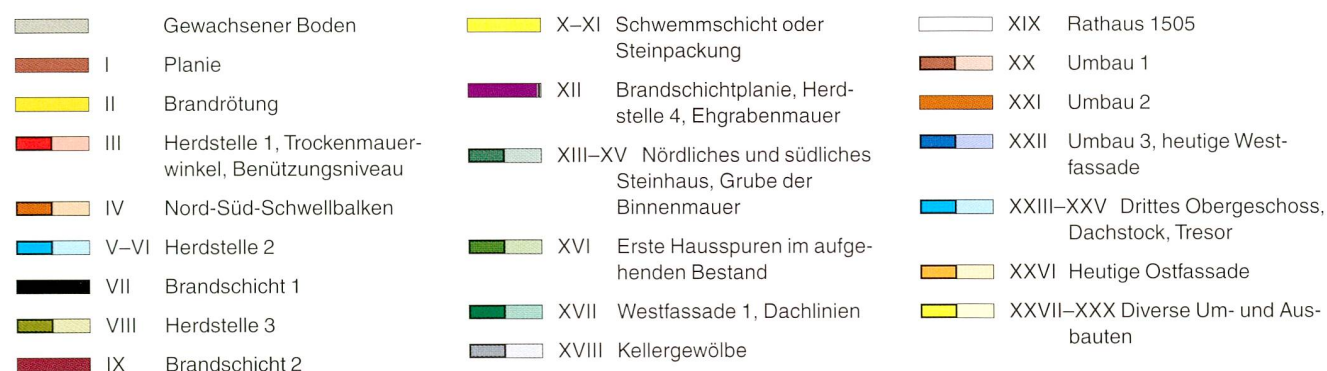 Gewachsener Boden
I Planie
II Brandrötung
III Herdstelle 1, Trockenmauer-
winkel, Benützungsniveau
IV Nord-Süd-Schwellbalken
V–VI Herdstelle 2
VII Brandschicht 1
VIII Herdstelle 3
IX Brandschicht 2
X–XI Schwemmschicht oder
Steinpackung
XII Brandschichtplanie, Herd-
stelle 4, Ehgrabenmauer
XIII–XV Nördliches und südliches
Steinhaus, Grube der
Binnenmauer
XVI Erste Hausspuren im aufge-
henden Bestand
XVII Westfassade 1, Dachlinien
XVIII Kellergewölbe
XIX Rathaus 1505
XX Umbau 1
XXI Umbau 2
XXII Umbau 3, heutige West-
fassade
XXIII–XXV Drittes Obergeschoss,
Dachstock, Tresor
XXVI Heutige Ostfassade
XXVII–XXX Diverse Um- und Aus-
bauten